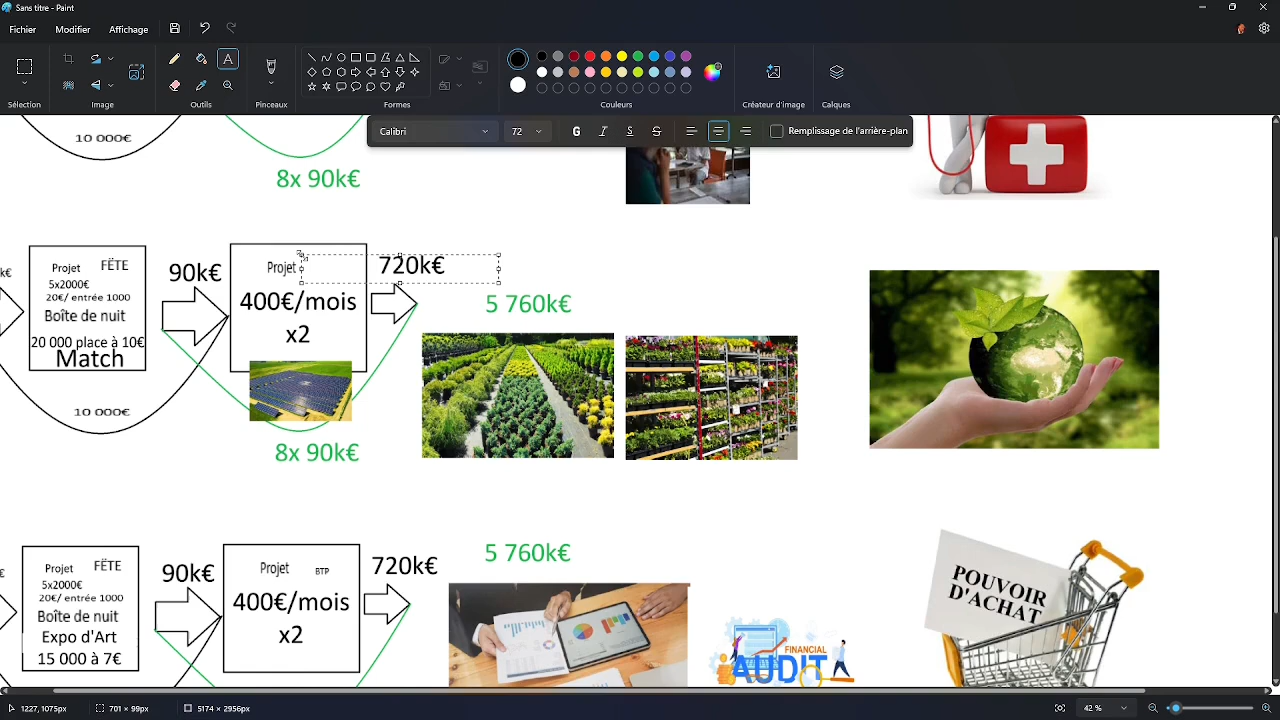 Sans titre - Paint
Fichier
Modifier
Affichage
Sélection
Image
Outils
Pinceaux
Formes
Couleurs
Créateur d'image
Calques
Calibri
72
G
Remplissage de l'arrière-plan
10 000€
8x 90k€
k€
Projet FËTE
5x2000€
20€/ entrée 1000
Boîte de nuit
20 000 place à 10€
Match
90k€
Projet
400€/mois
x2
720k€
5 760k€
10 000€
8x 90k€
€
Projet FËTE
5x2000€
20€/ entrée 1000
Boîte de nuit
Expo d'Art
15 000 à 7€
90k€
Projet BTP
400€/mois
x2
720k€
5 760k€
FINANCIAL
AUDIT
POUVOIR
D'ACHAT
1227,1075px
701 × 99px
5174 × 2956px
42 %